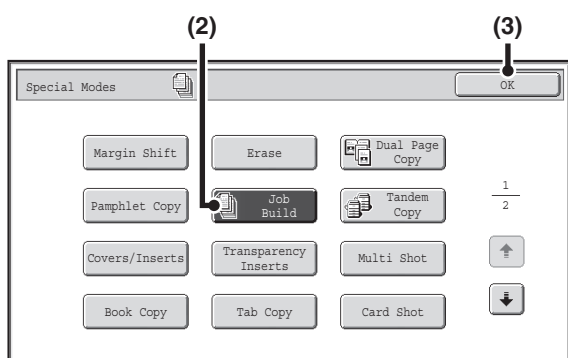 (2) (3)
Special Modes OK
Margin Shift Erase Dual Page
Copy
Pamphlet Copy Job
Build Tandem
Copy 1
2
Covers/Inserts Transparency
Inserts Multi Shot
Book Copy Tab Copy Card Shot